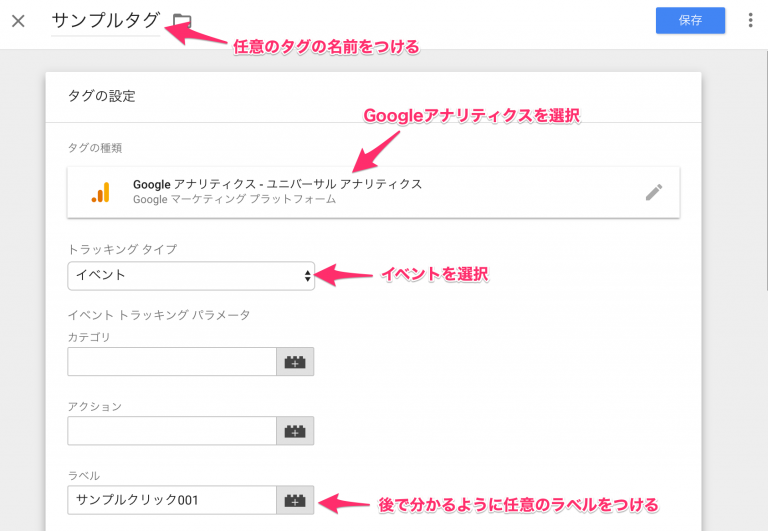 サンプルタグ
保存
任意のタグの名前をつける
タグの設定
Googleアナリティクスを選択
タグの種類
Google アナリティクス - ユニバーサル アナリティクス
Google マーケティング プラットフォーム
トラッキング タイプ
イベント
イベントを選択
イベント トラッキング パラメータ
カテゴリ
アクション
ラベル
サンプルクリック001
後で分かるように任意のラベルをつける